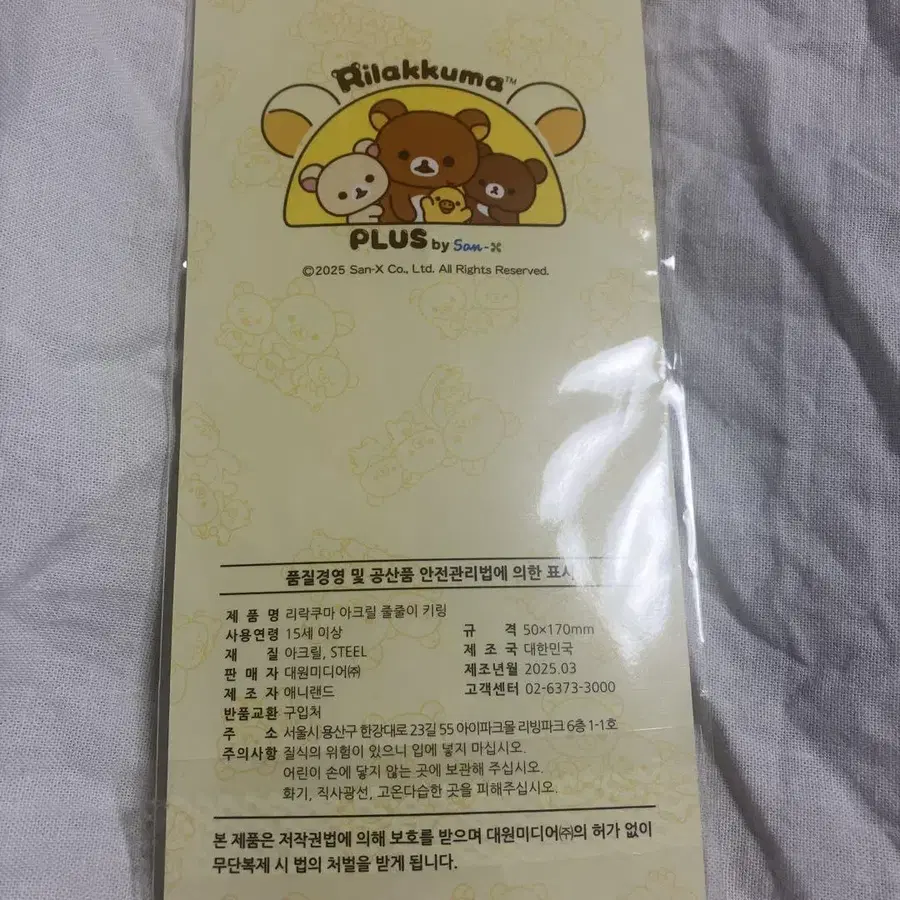 Rilakkuma™
PLUS by San-X
©2025 San-X Co., Ltd. All Rights Reserved.
품질경영 및 공산품 안전관리법에 의한 표시
제 품 명 리락쿠마 아크릴 줄줄이 키링
사용연령 15세 이상 규 격 50×170mm
재 질 아크릴, STEEL 제 조 국 대한민국
판 매 자 대원미디어㈜ 제조년월 2025.03
제 조 자 애니랜드 고객센터 02-6373-3000
반품교환 구입처
주 소 서울시 용산구 한강대로 23길 55 아이파크몰 리빙파크 6층 1-1호
주의사항 질식의 위험이 있으니 입에 넣지 마십시오.
어린이 손에 닿지 않는 곳에 보관해 주십시오.
화기, 직사광선, 고온다습한 곳을 피해주십시오.
본 제품은 저작권법에 의해 보호를 받으며 대원미디어㈜의 허가 없이
무단복제 시 법의 처벌을 받게 됩니다.